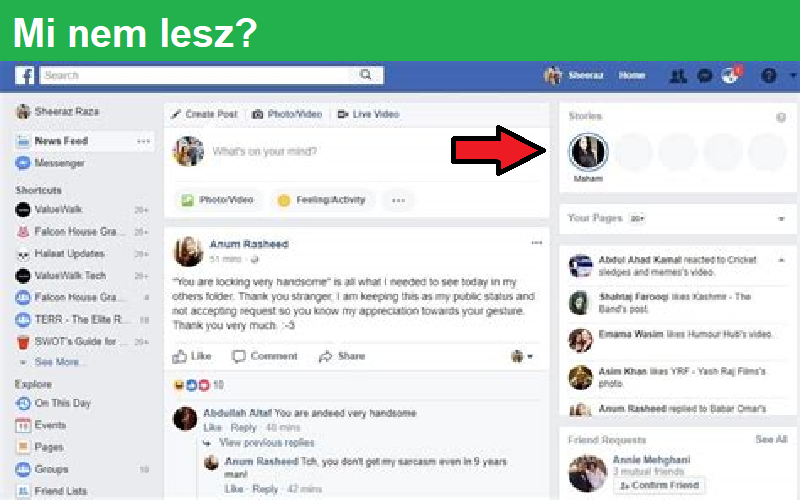 Mi nem lesz?
Search
Sheeraz Home
Sheeraz Raza
News Feed
Messenger
Shortcuts
ValueWalk 20+
Falcon House Gra... 20+
Halaat Updates 20+
ValueWalk Tech 20+
Falcon House Gra... 4
TERR - The Elite R... 18
SWOT's Guide for ... 20+
See More...
Explore
On This Day
Events
Pages
Groups 10
Friend Lists
Create Post Photo/Video Live Video
What's on your mind?
Photo/Video Feeling/Activity
Anum Rasheed
51 mins
"You are locking very handsome" is all what I needed to see today in my
others folder. Thank you stranger, I am keeping this as my public status and
not accepting request so you know my appreciation towards your gesture.
Thank you very much. :-3
Like Comment Share
10
Abdullah Altaf You are andeed very handsome
Like · Reply · 48 mins
View previous replies
Anum Rasheed Tch, you don't get my sarcasm even in 9 years
man!
Like · Reply · 42 mins
Stories
Maham
Your Pages 20+
Abdul Ahad Kamal reacted to Cricket
sledges and memes's video.
Shahtaj Farooqi likes Kashmir - The
Band's post.
Emama Wasim likes Humour Hub's video.
Asim Khan likes YRF - Yash Raj Films's
photo.
Anum Rasheed replied to Babar Omar's
Friend Requests See All
Annie Mehghani
3 mutual friends
Confirm Friend